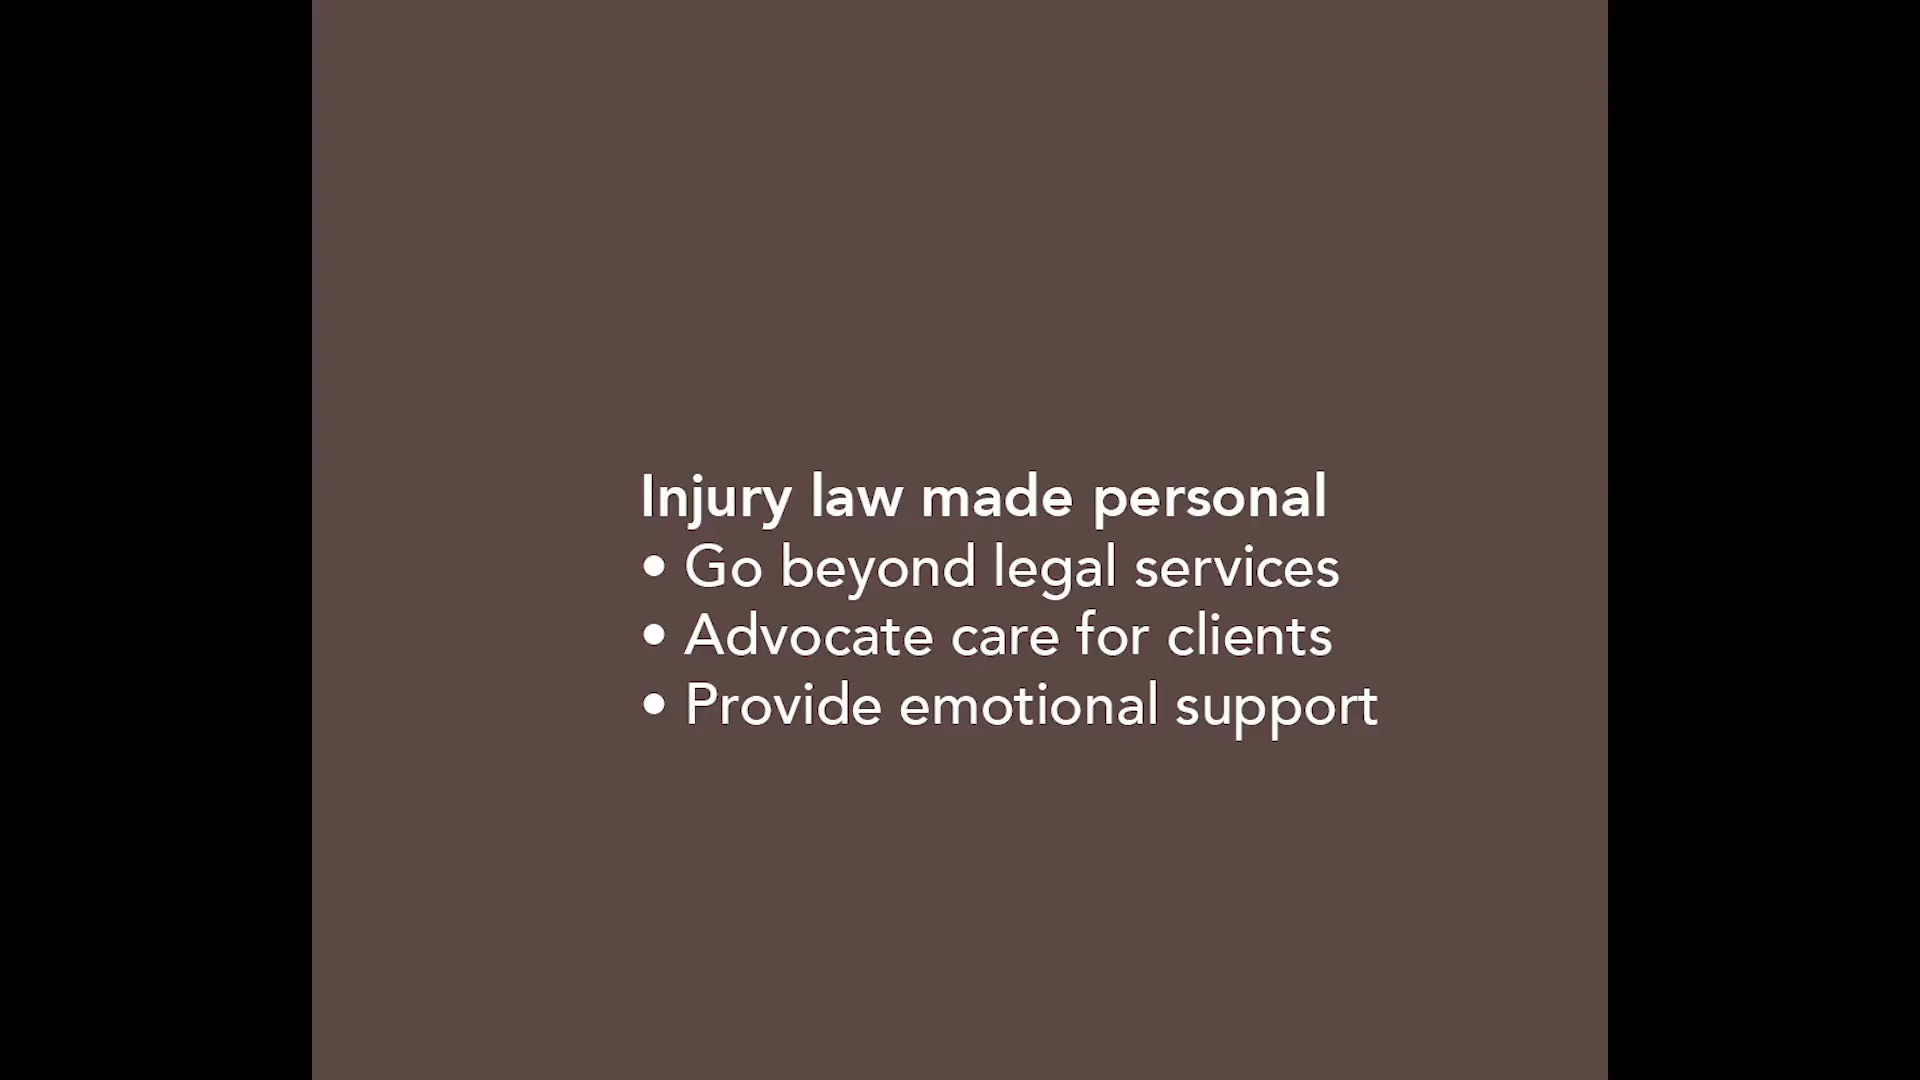 Injury law made personal
• Go beyond legal services
• Advocate care for clients
• Provide emotional support